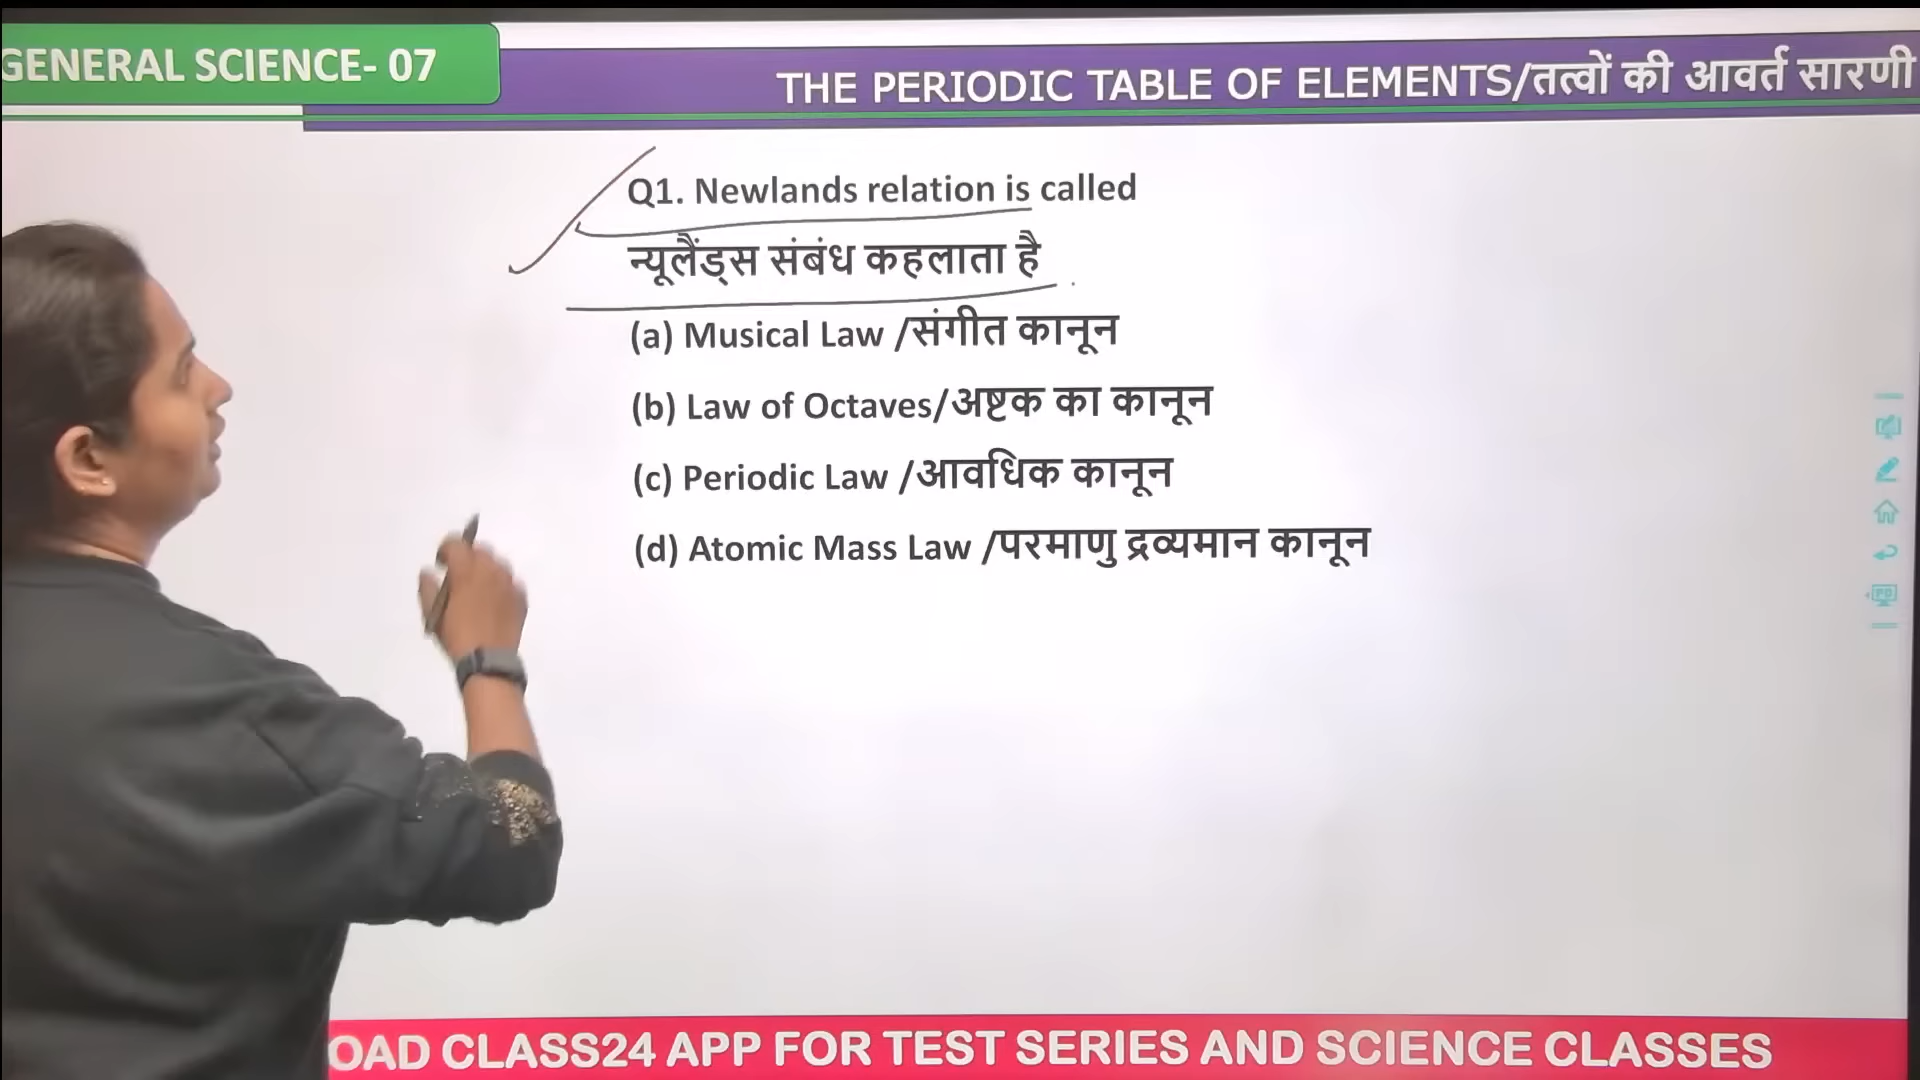 GENERAL SCIENCE- 07
THE PERIODIC TABLE OF ELEMENTS/तत्वों की आवर्त सारणी
Q1. Newlands relation is called
न्यूलैंड्स संबंध कहलाता है
(a) Musical Law /संगीत कानून
(b) Law of Octaves/अष्टक का कानून
(c) Periodic Law /आवधिक कानून
(d) Atomic Mass Law /परमाणु द्रव्यमान कानून
OAD CLASS24 APP FOR TEST SERIES AND SCIENCE CLASSES